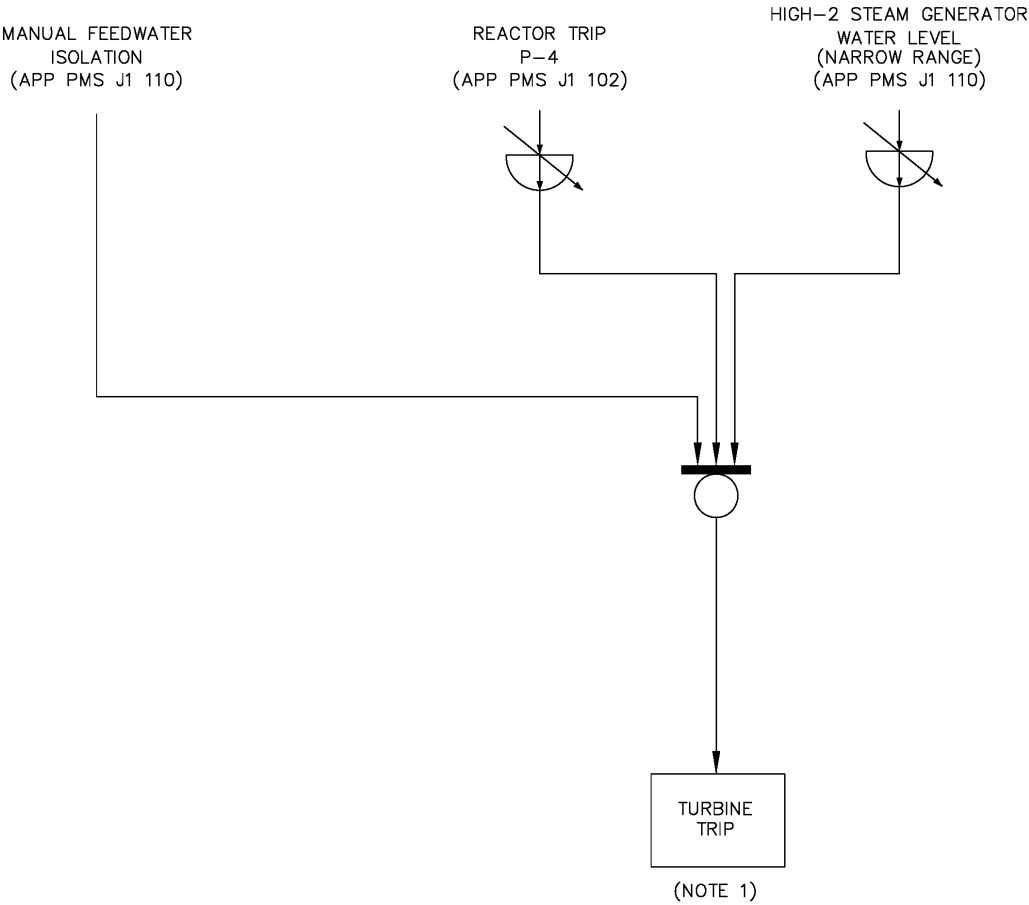 MANUAL FEEDWATER
ISOLATION
(APP PMS J1 110)
REACTOR TRIP
P-4
(APP PMS J1 102)
HIGH-2 STEAM GENERATOR
WATER LEVEL
(NARROW RANGE)
(APP PMS J1 110)
TURBINE
TRIP
(NOTE 1)